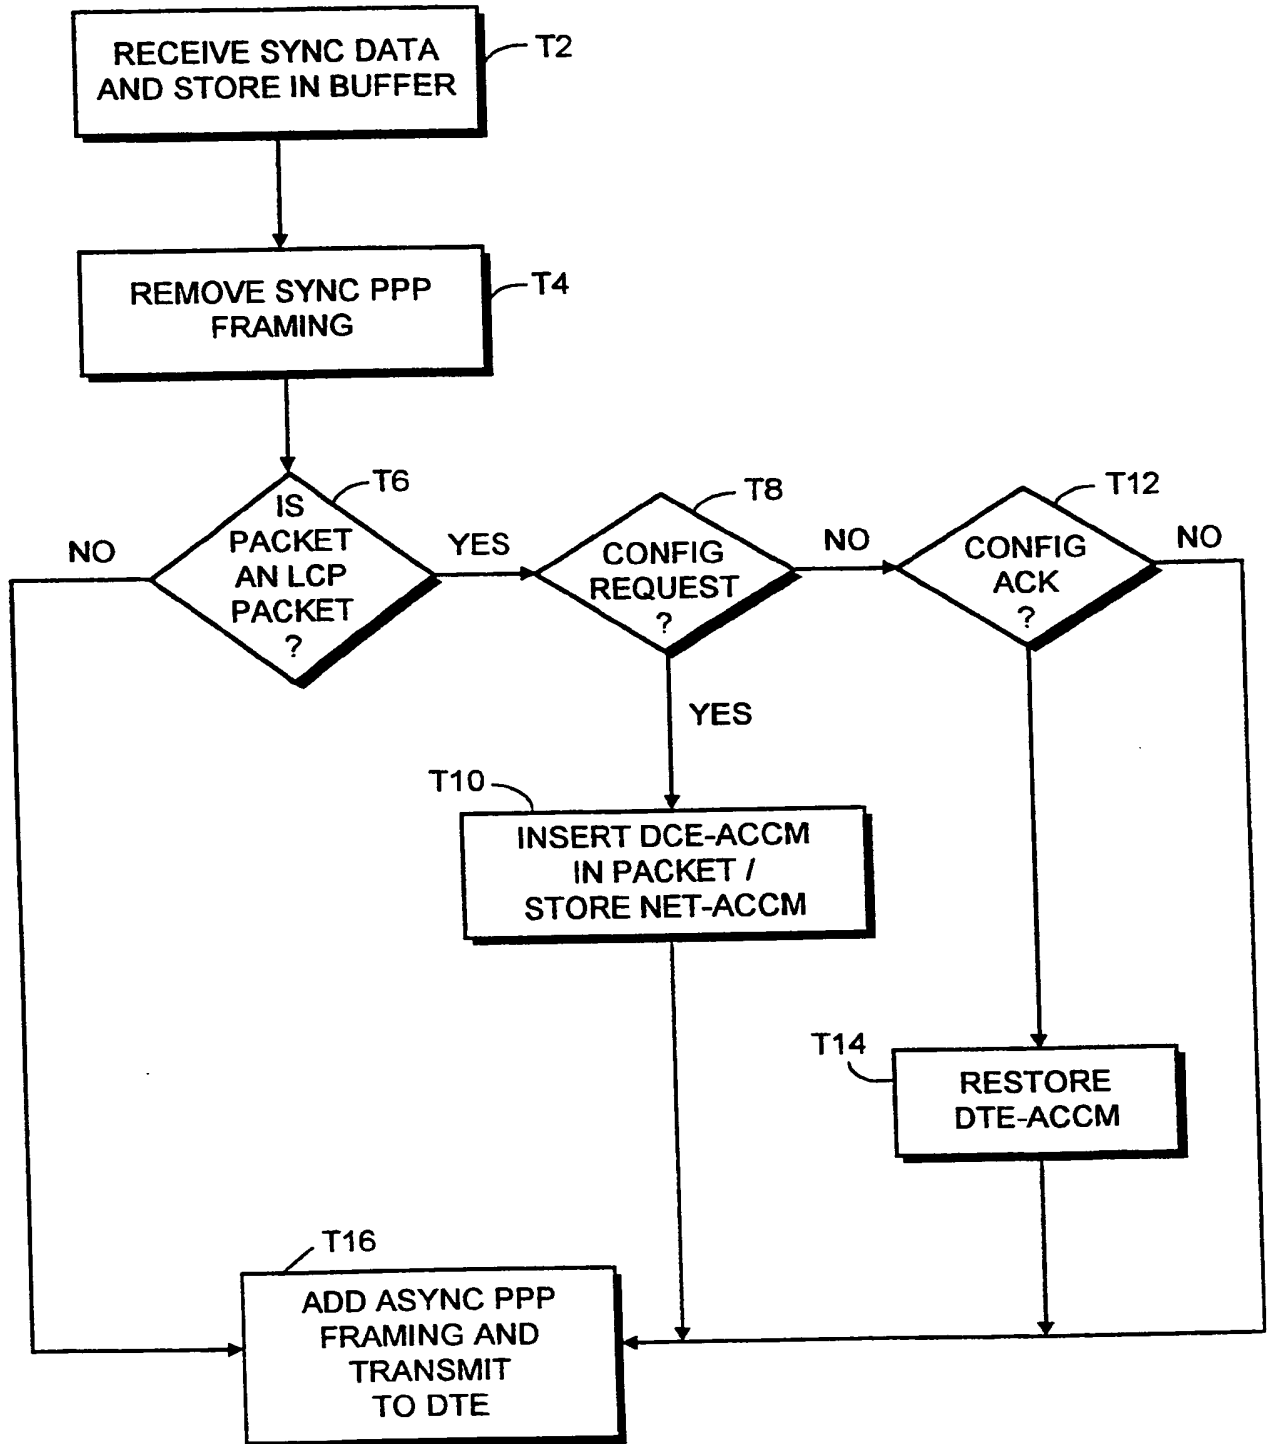 RECEIVE SYNC DATA
AND STORE IN BUFFER
T2
REMOVE SYNC PPP
FRAMING
T4
T6
IS
PACKET
AN LCP
PACKET
?
NO
YES
T8
CONFIG
REQUEST
?
NO
YES
T12
CONFIG
ACK
?
NO
T10
INSERT DCE-ACCM
IN PACKET /
STORE NET-ACCM
T14
RESTORE
DTE-ACCM
T16
ADD ASYNC PPP
FRAMING AND
TRANSMIT
TO DTE